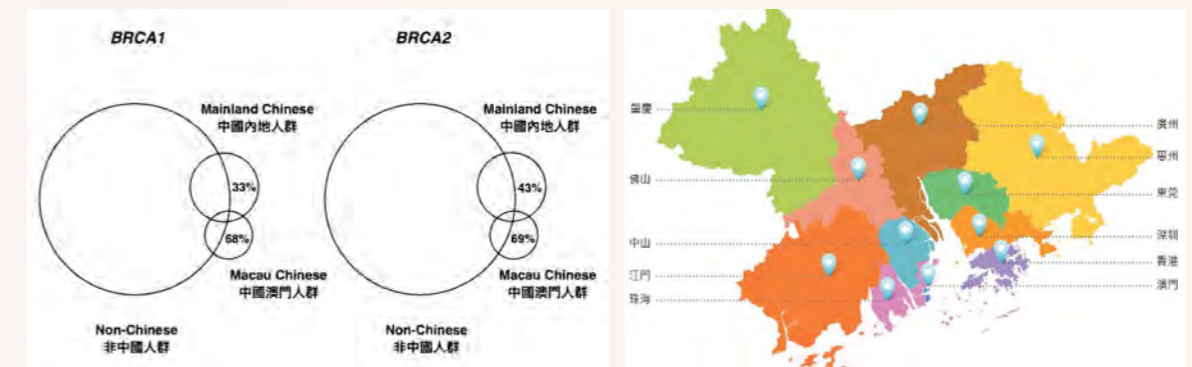 BRCA1
Mainland Chinese
中國內地人群
33%
68%
Macau Chinese
中國澳門人群
Non-Chinese
非中國人群
BRCA2
Mainland Chinese
中國內地人群
43%
69%
Macau Chinese
中國澳門人群
Non-Chinese
非中國人群
肇慶
佛山
中山
江門
珠海
廣州
惠州
東莞
深圳
香港
澳門